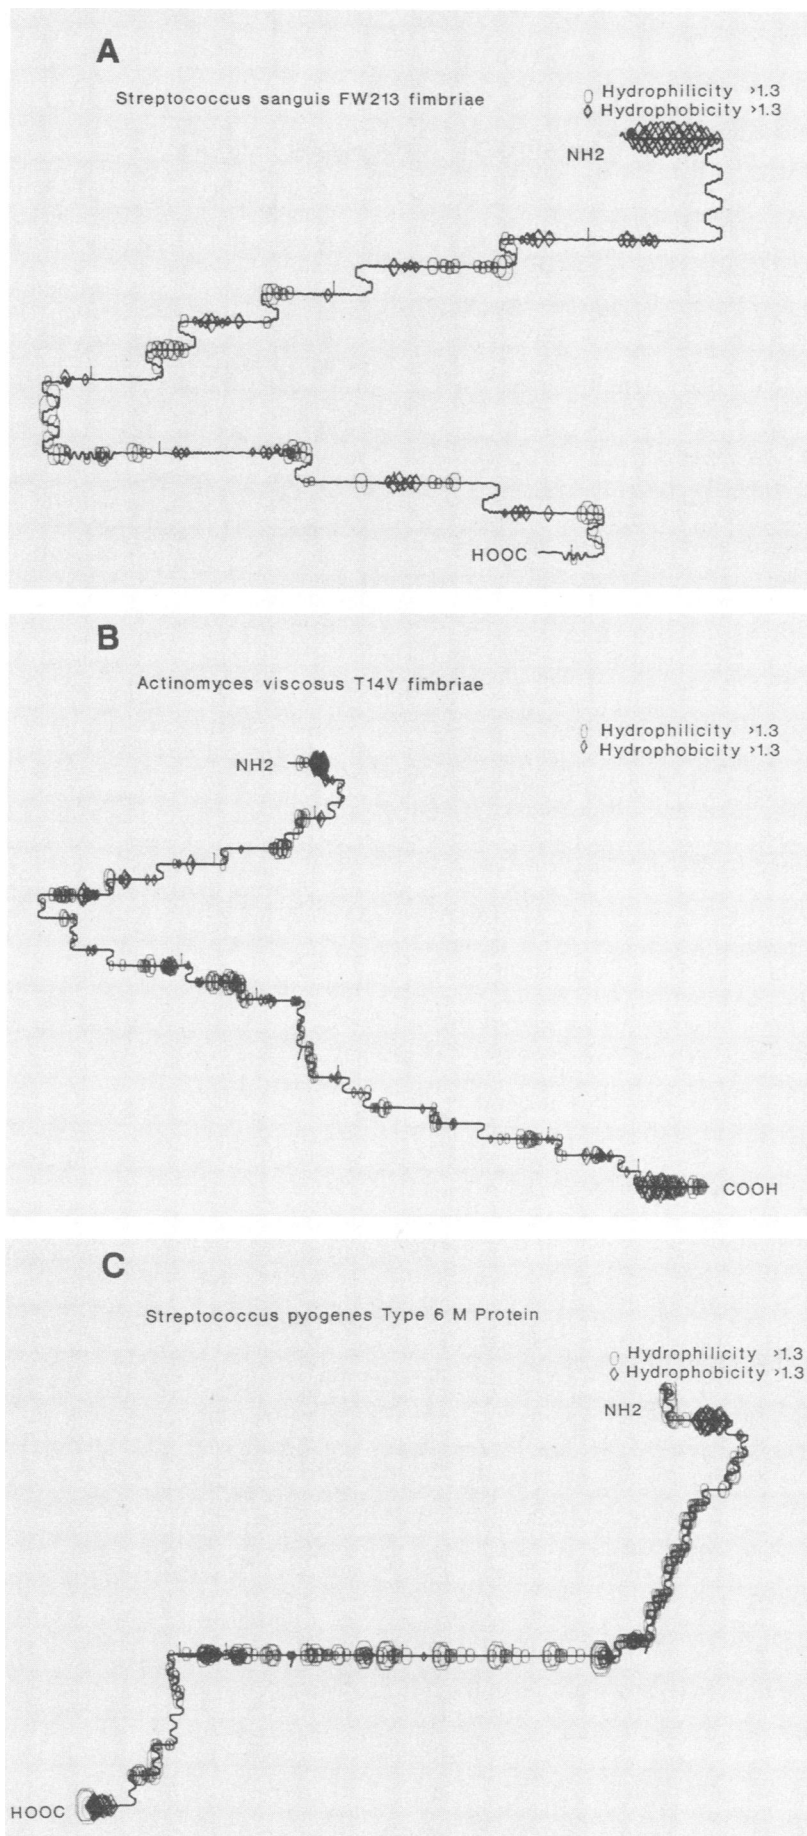 A
Streptococcus sanguis FW213 fimbriae
Hydrophilicity >1.3
Hydrophobicity >1.3
NH2
HOOC
B
Actinomyces viscosus T14V fimbriae
Hydrophilicity >1.3
Hydrophobicity >1.3
NH2
COOH
C
Streptococcus pyogenes Type 6 M Protein
Hydrophilicity >1.3
Hydrophobicity >1.3
NH2
HOOC